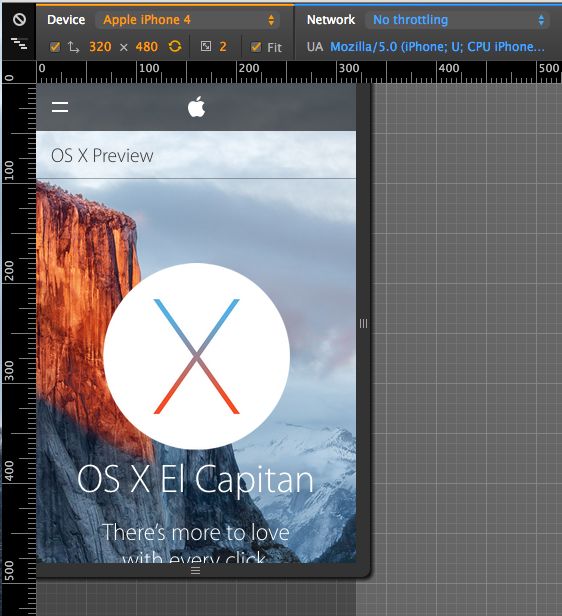 Device Apple iPhone 4 Network No throttling
320 × 480 2 Fit UA Mozilla/5.0 (iPhone; U; CPU iPhone...
0 100 200 300 400 500
0
100
200
300
400
500
OS X Preview
OS X El Capitan
There's more to love
with every click